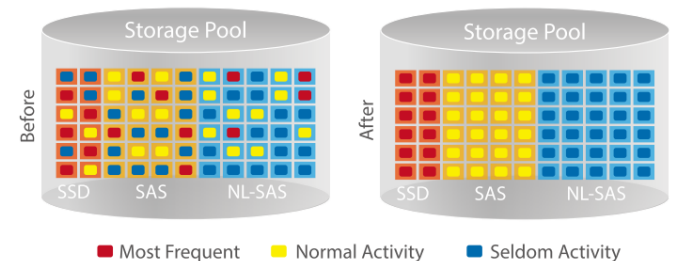 Storage Pool
Before
SSD SAS NL-SAS
Storage Pool
After
SSD SAS NL-SAS
Most Frequent Normal Activity Seldom Activity